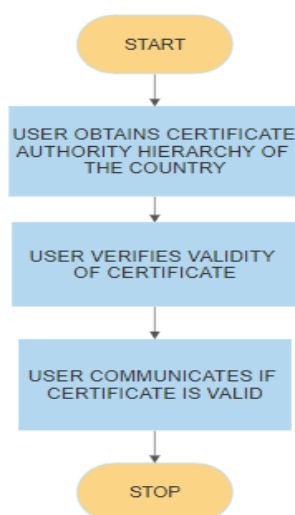 START
USER OBTAINS CERTIFICATE
AUTHORITY HIERARCHY OF
THE COUNTRY
USER VERIFIES VALIDITY
OF CERTIFICATE
USER COMMUNICATES IF
CERTIFICATE IS VALID
STOP